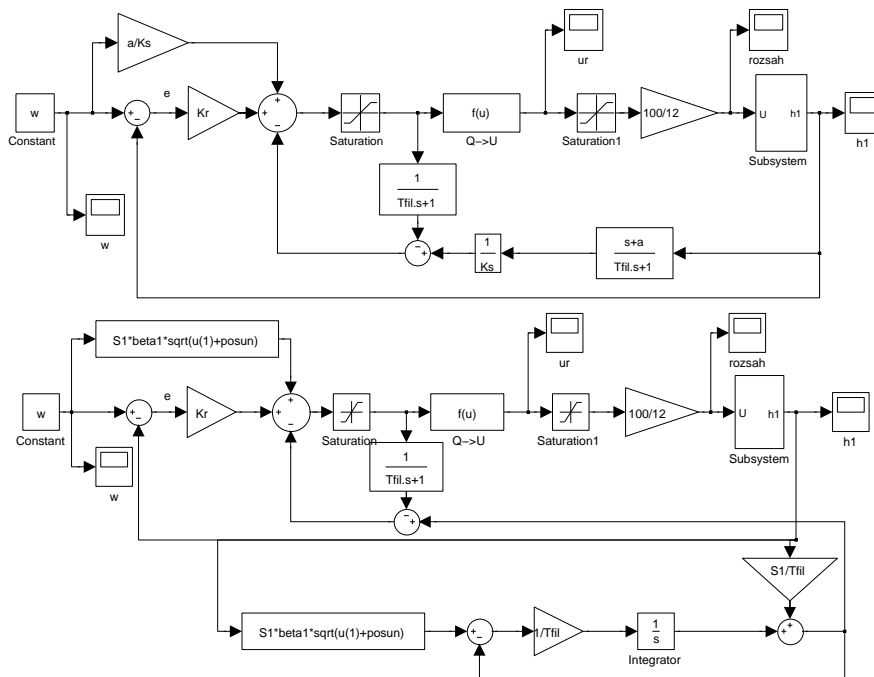 a/Ks
ur
rozsah
e
w
Constant
+
−
Kr
+
+
−
Saturation
f(u)
Q−>U
Saturation1
100/12
U h1
Subsystem
h1
w
1
Tfil.s+1
−
+
1
Ks
s+a
Tfil.s+1
S1*beta1*sqrt(u(1)+posun)
ur
rozsah
e
w
Constant
+
−
Kr
+
+
−
Saturation
f(u)
Q−>U
Saturation1
100/12
U h1
Subsystem
h1
w
1
Tfil.s+1
−
+
S1/Tfil
S1*beta1*sqrt(u(1)+posun)
+
−
1/Tfil
1
s
Integrator
+
+